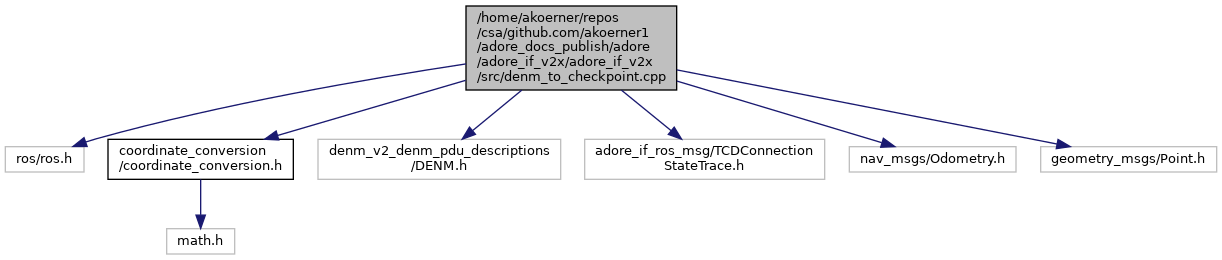 /home/akoerner/repos
/csa/github.com/akoerner1
/adore_docs_publish/adore
/adore_if_v2x/adore_if_v2x
/src/denm_to_checkpoint.cpp
ros/ros.h
coordinate_conversion
/coordinate_conversion.h
denm_v2_denm_pdu_descriptions
/DENM.h
adore_if_ros_msg/TCDConnection
StateTrace.h
nav_msgs/Odometry.h
geometry_msgs/Point.h
math.h